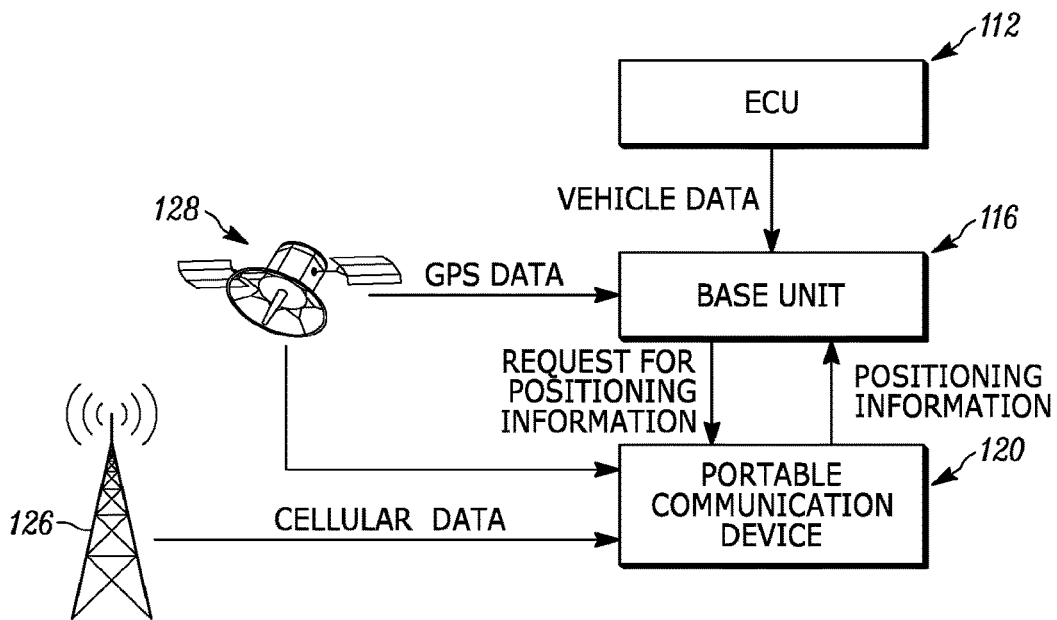 112
ECU
VEHICLE DATA
128
116
GPS DATA
BASE UNIT
REQUEST FOR
POSITIONING
INFORMATION
POSITIONING
INFORMATION
120
PORTABLE
COMMUNICATION
DEVICE
126
CELLULAR DATA